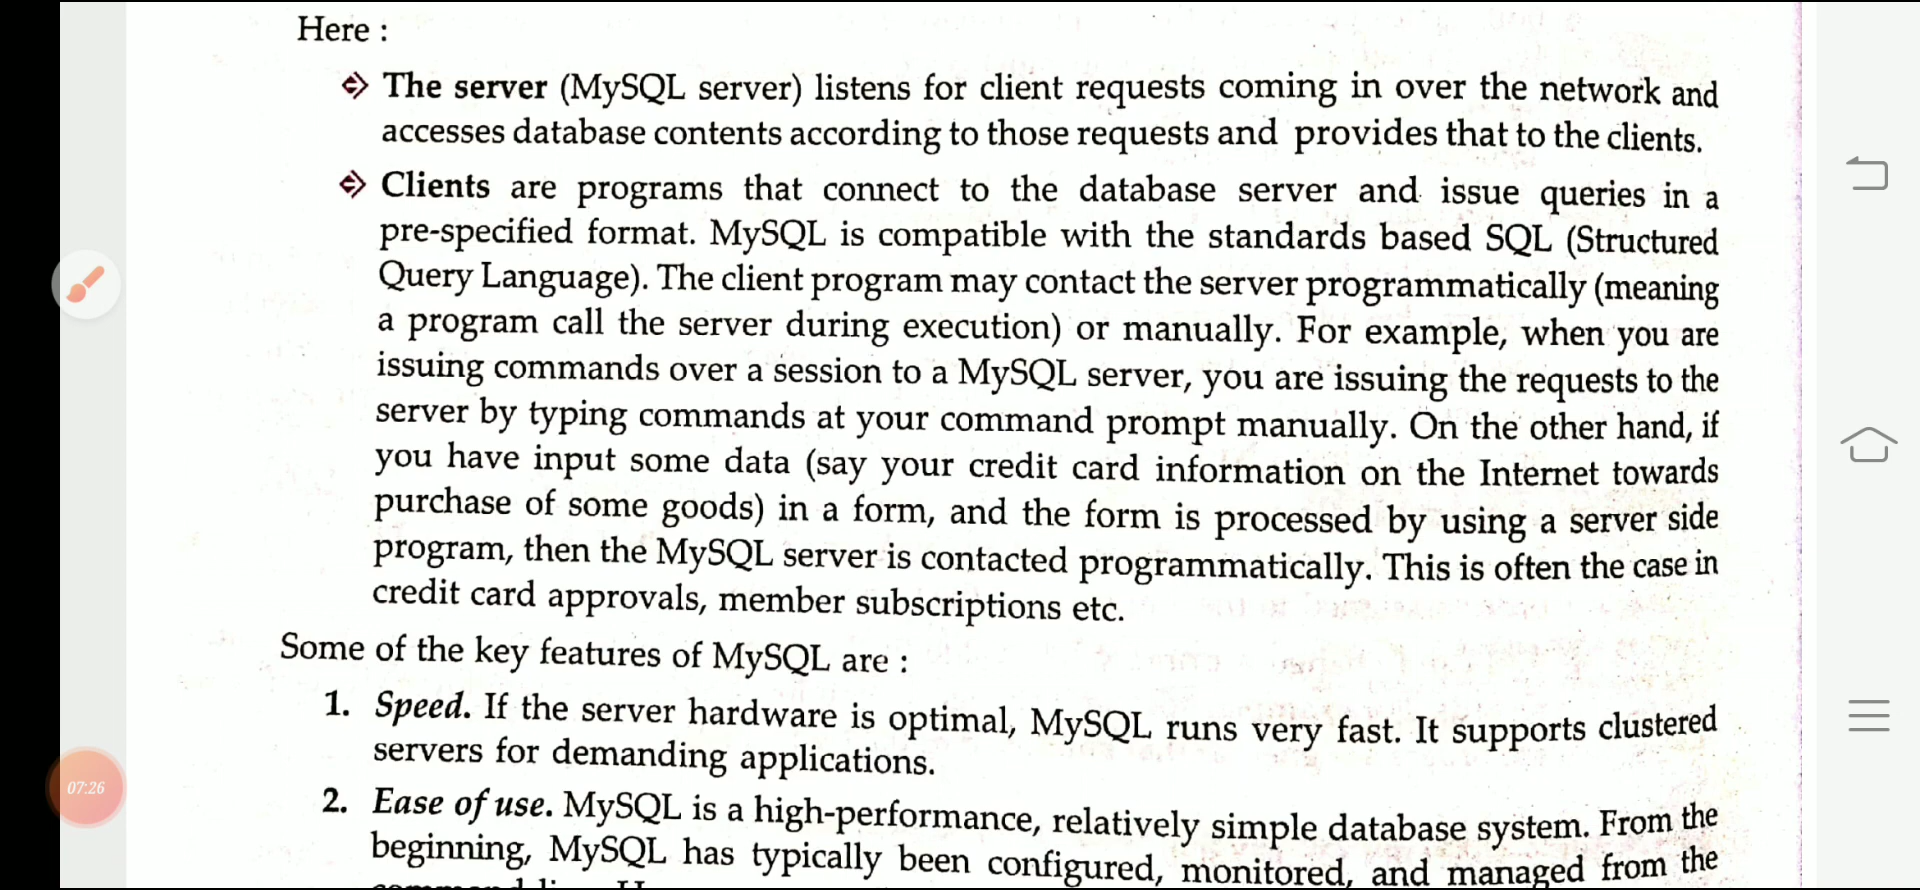 Here :
The server (MySQL server) listens for client requests coming in over the network and
accesses database contents according to those requests and provides that to the clients.
Clients are programs that connect to the database server and issue queries in a
pre-specified format. MySQL is compatible with the standards based SQL (Structured
Query Language). The client program may contact the server programmatically (meaning
a program call the server during execution) or manually. For example, when you are
issuing commands over a session to a MySQL server, you are issuing the requests to the
server by typing commands at your command prompt manually. On the other hand, if
you have input some data (say your credit card information on the Internet towards
purchase of some goods) in a form, and the form is processed by using a server side
program, then the MySQL server is contacted programmatically. This is often the case in
credit card approvals, member subscriptions etc.
Some of the key features of MySQL are :
1. Speed. If the server hardware is optimal, MySQL runs very fast. It supports clustered
servers for demanding applications.
2. Ease of use. MySQL is a high-performance, relatively simple database system. From the
beginning, MySQL has typically been configured, monitored, and managed from the
07:26